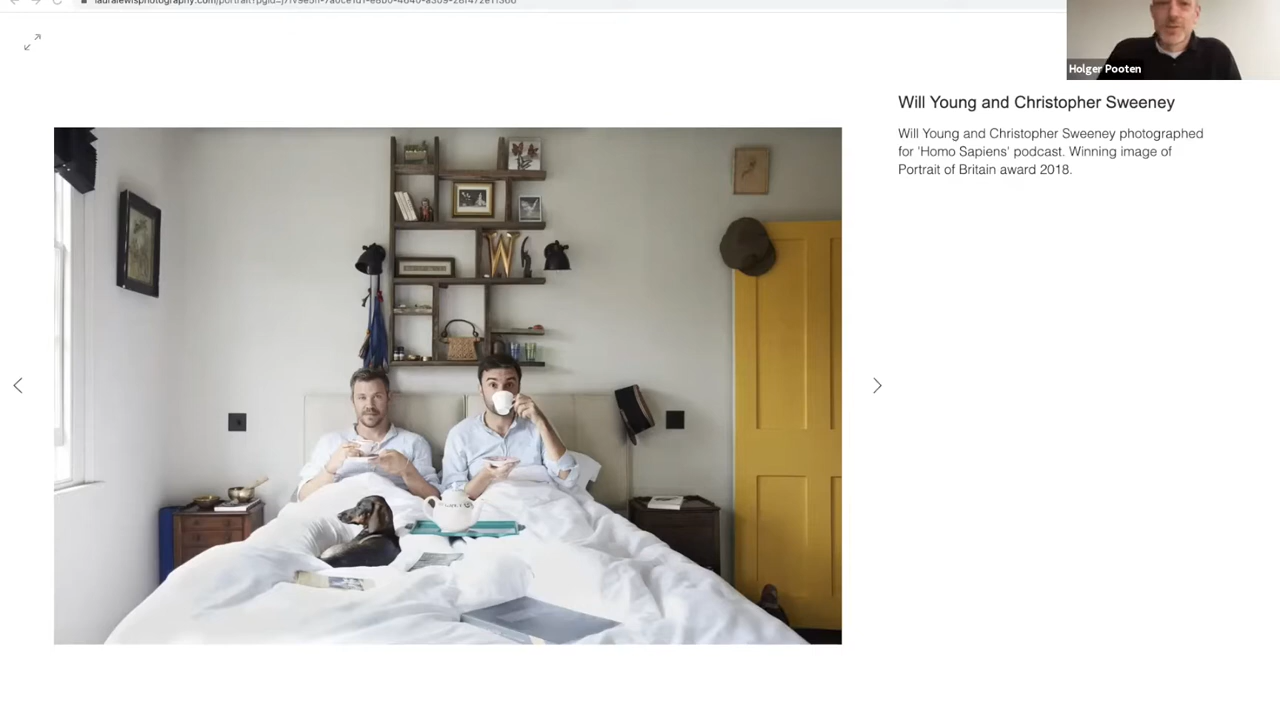 Holger Pooten
Will Young and Christopher Sweeney
Will Young and Christopher Sweeney photographed
for 'Homo Sapiens' podcast. Winning image of
Portrait of Britain award 2018.
W